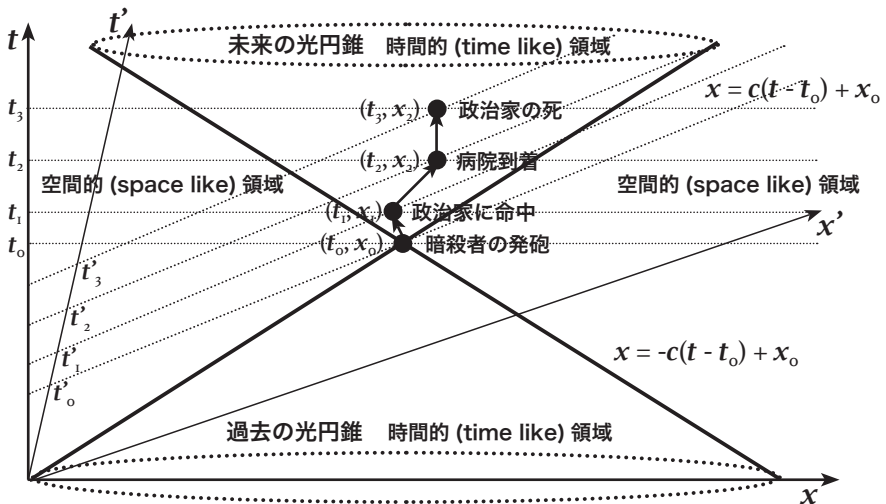 t
t'
未来の光円錐 時間的 (time like) 領域
x = c(t - t₀) + x₀
t₃
(t₃, x₂) 政治家の死
t₂
(t₂, x₂) 病院到着
空間的 (space like) 領域
空間的 (space like) 領域
t₁
(t₁, x₁) 政治家に命中
t₀
(t₀, x₀) 暗殺者の発砲
x'
t'₃
t'₂
t'₁
t'₀
x = -c(t - t₀) + x₀
過去の光円錐 時間的 (time like) 領域
x